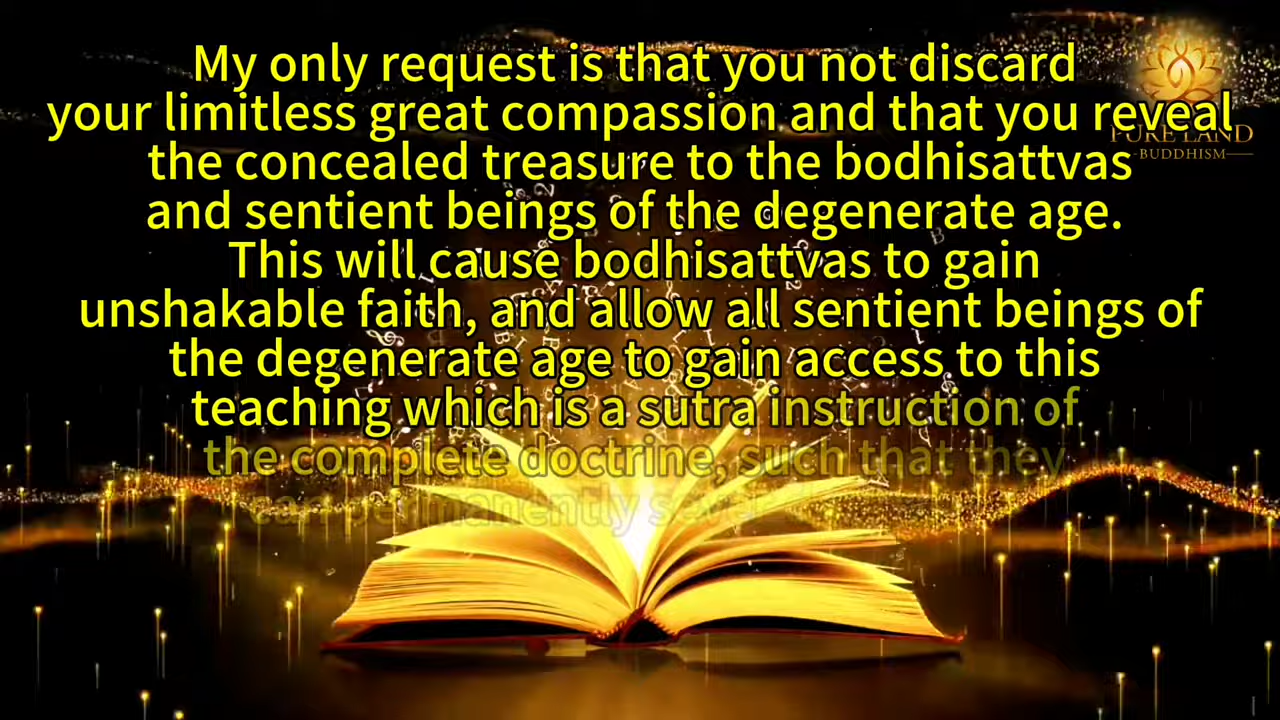 My only request is that you not discard
your limitless great compassion and that you reveal
the concealed treasure to the bodhisattvas
and sentient beings of the degenerate age.
This will cause bodhisattvas to gain
unshakable faith, and allow all sentient beings of
the degenerate age to gain access to this
teaching which is a sutra instruction of
the complete doctrine, such that they
can permanently sever
PURE LAND
BUDDHISM